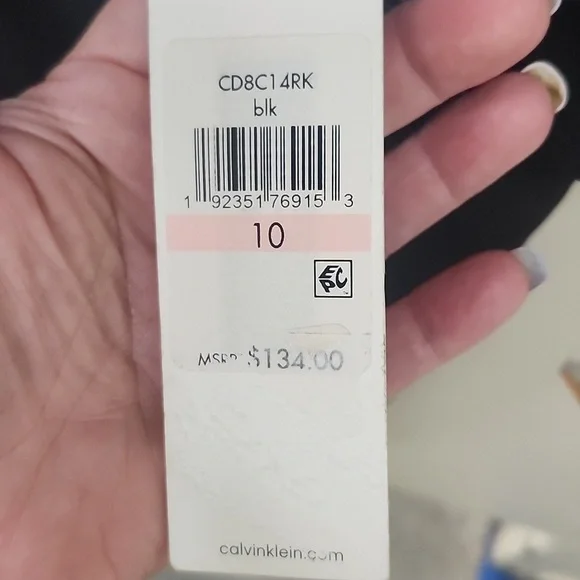 CD8C14RK
blk
1 92351 76915 3
10
EPC
MSRP $134.00
calvinklein.com